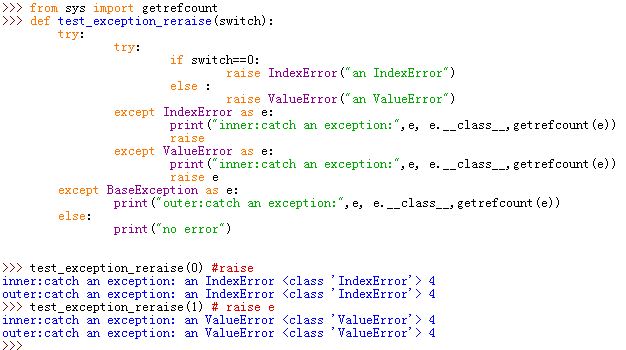 >>> from sys import getrefcount
>>> def test_exception_reraise(switch):
        try:
                try:
                        if switch==0:
                                raise IndexError("an IndexError")
                        else :
                                raise ValueError("an ValueError")
                except IndexError as e:
                        print("inner:catch an exception:",e, e.__class__,getrefcount(e))
                        raise
                except ValueError as e:
                        print("inner:catch an exception:",e, e.__class__,getrefcount(e))
                        raise e
        except BaseException as e:
                print("outer:catch an exception:",e, e.__class__,getrefcount(e))
        else:
                print("no error")
>>> test_exception_reraise(0) #raise
inner:catch an exception: an IndexError <class 'IndexError'> 4
outer:catch an exception: an IndexError <class 'IndexError'> 4
>>> test_exception_reraise(1) # raise e
inner:catch an exception: an ValueError <class 'ValueError'> 4
outer:catch an exception: an ValueError <class 'ValueError'> 4
>>>